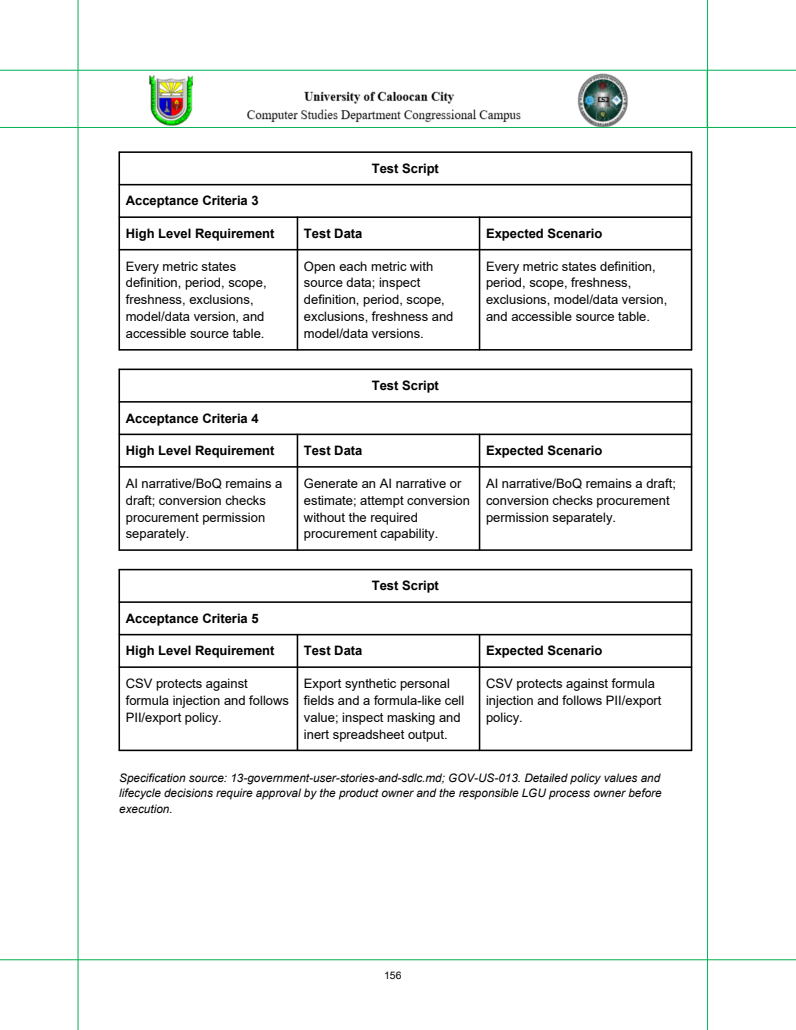 University of Caloocan City
Computer Studies Department Congressional Campus
Test Script
Acceptance Criteria 3
High Level Requirement
Test Data
Expected Scenario
Every metric states
definition, period, scope,
freshness, exclusions,
model/data version, and
accessible source table.
Open each metric with
source data; inspect
definition, period, scope,
exclusions, freshness and
model/data versions.
Every metric states definition,
period, scope, freshness,
exclusions, model/data version,
and accessible source table.
Test Script
Acceptance Criteria 4
High Level Requirement
Test Data
Expected Scenario
AI narrative/BoQ remains a
draft; conversion checks
procurement permission
separately.
Generate an AI narrative or
estimate; attempt conversion
without the required
procurement capability.
AI narrative/BoQ remains a draft;
conversion checks procurement
permission separately.
Test Script
Acceptance Criteria 5
High Level Requirement
Test Data
Expected Scenario
CSV protects against
formula injection and follows
PII/export policy.
Export synthetic personal
fields and a formula-like cell
value; inspect masking and
inert spreadsheet output.
CSV protects against formula
injection and follows PII/export
policy.
Specification source: 13-government-user-stories-and-sdlc.md; GOV-US-013. Detailed policy values and
lifecycle decisions require approval by the product owner and the responsible LGU process owner before
execution.
156